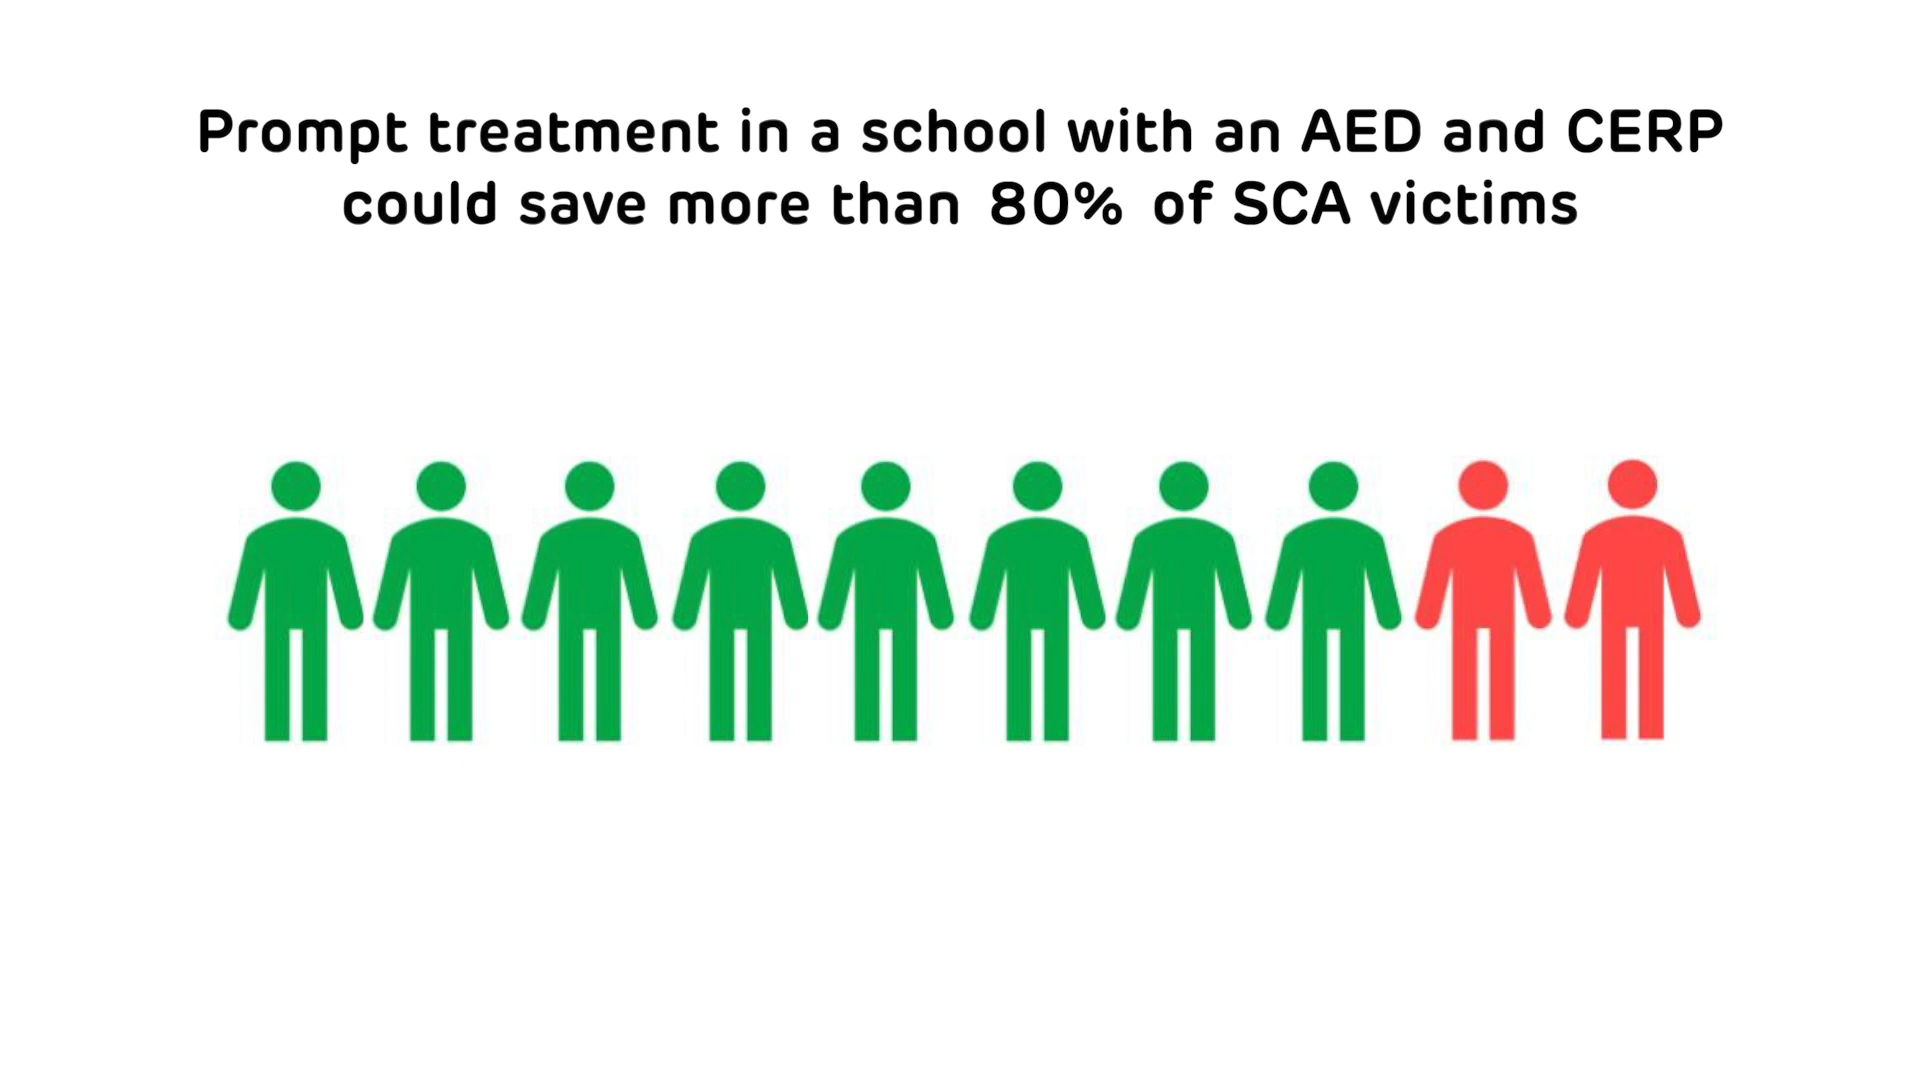 Prompt treatment in a school with an AED and CERP
could save more than 80% of SCA victims